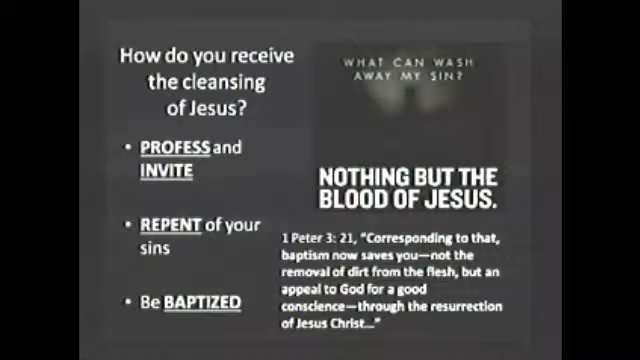 How do you receive
the cleansing
of Jesus?
• PROFESS and
INVITE
• REPENT of your
sins
• Be BAPTIZED
WHAT CAN WASH
AWAY MY SIN?
NOTHING BUT THE
BLOOD OF JESUS.
1 Peter 3: 21, “Corresponding to that,
baptism now saves you—not the
removal of dirt from the flesh, but an
appeal to God for a good
conscience—through the resurrection
of Jesus Christ…”